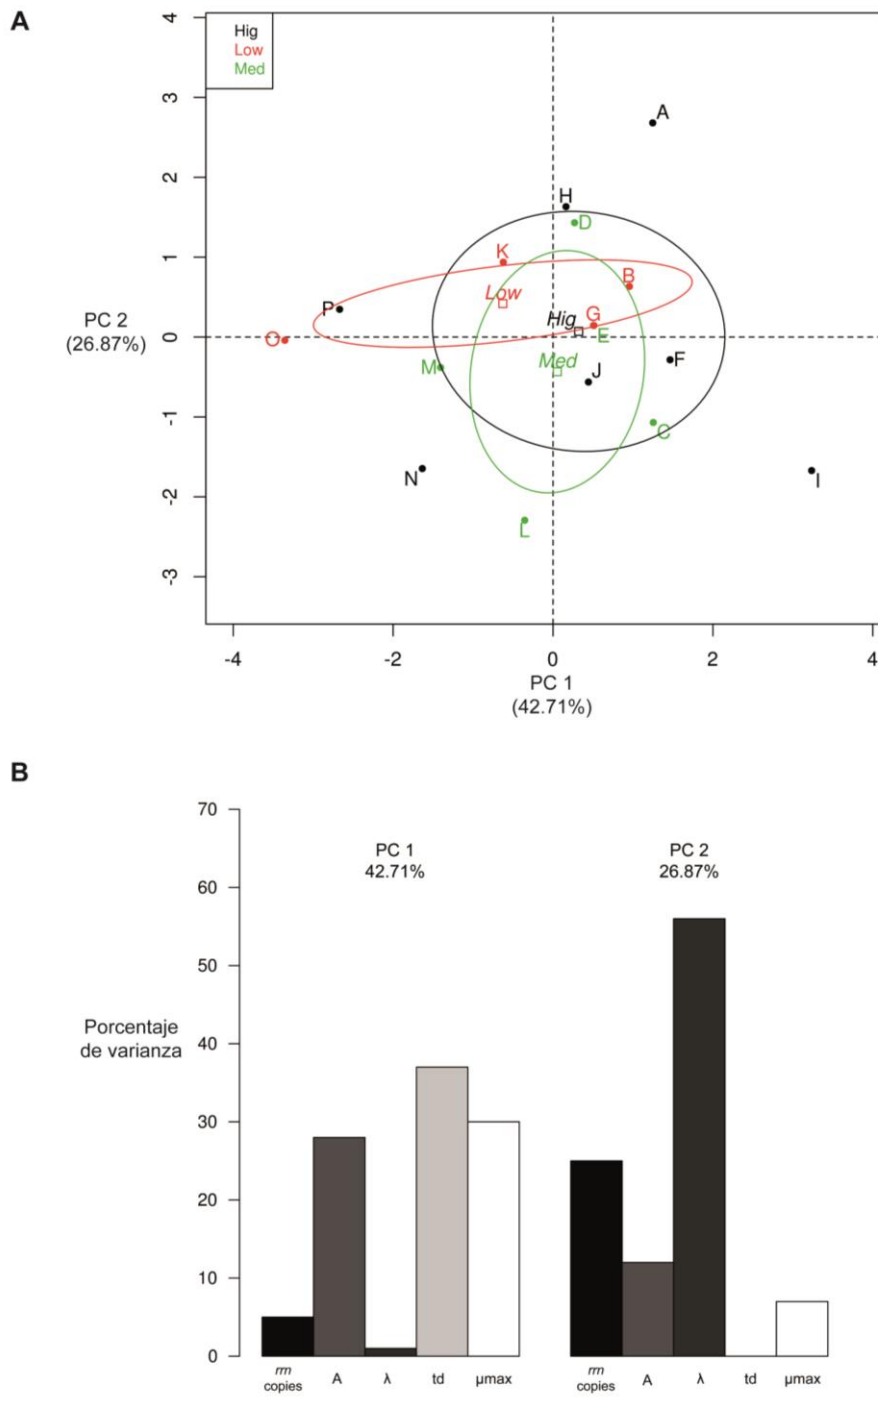 A
Hig
Low
Med
4
3
2
1
0
-1
-2
-3
PC 2
(26.87%)
A
H
D
K
B
Low
P
Hig
G
O
E
Med
M
J
F
C
N
I
L
-4
-2
0
2
4
PC 1
(42.71%)
B
70
60
50
40
30
20
10
0
Porcentaje
de varianza
PC 1
42.71%
PC 2
26.87%
rrn
copies
A
λ
td
μmax
rrn
copies
A
λ
td
μmax